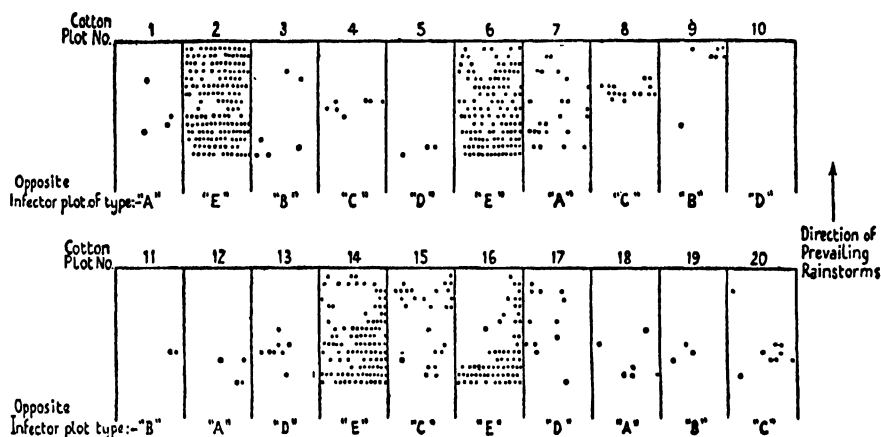 Cotton
Plot No. 1 2 3 4 5 6 7 8 9 10
Opposite
Infector plot of type:- "A" "E" "B" "C" "D" "E" "A" "C" "B" "D"
Direction of
Prevailing
Rainstorms
Cotton
Plot No. 11 12 13 14 15 16 17 18 19 20
Opposite
Infector plot type:- "B" "A" "D" "E" "C" "E" "D" "A" "B" "C"